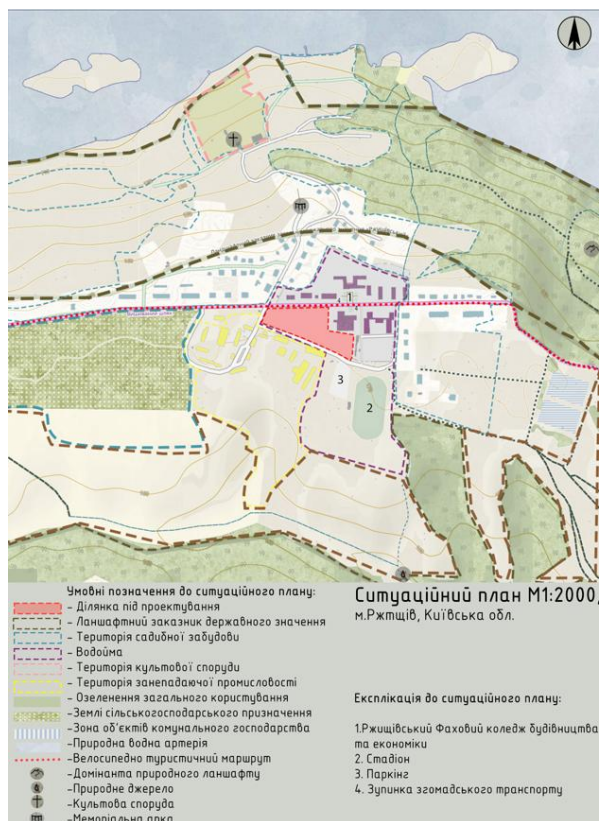 1
3
2
Умовні позначення до ситуаційного плану:
- Ділянка під проектування
- Ланшафтний заказник державного значення
- Територія садибної забудови
- Водойма
- Територія культової споруди
- Територія занепадаючої промисловості
- Озеленення загального користування
-Землі сільськогосподарського призначення
-Зона об'єктів комунального господарства
-Природна водна артерія
-Велосипедно туристичний маршрут
-Домінанта природного ланшафту
-Природне джерело
-Культова споруда
-Меморіальна арка
Ситуаційний план М1:2000,
м.Ржтщів, Київська обл.
Експлікація до ситуаційного плану:
1.Ржищівський Фаховий коледж будівництва
та економіки
2. Стадіон
3. Паркінг
4. Зупинка згомадського транспорту